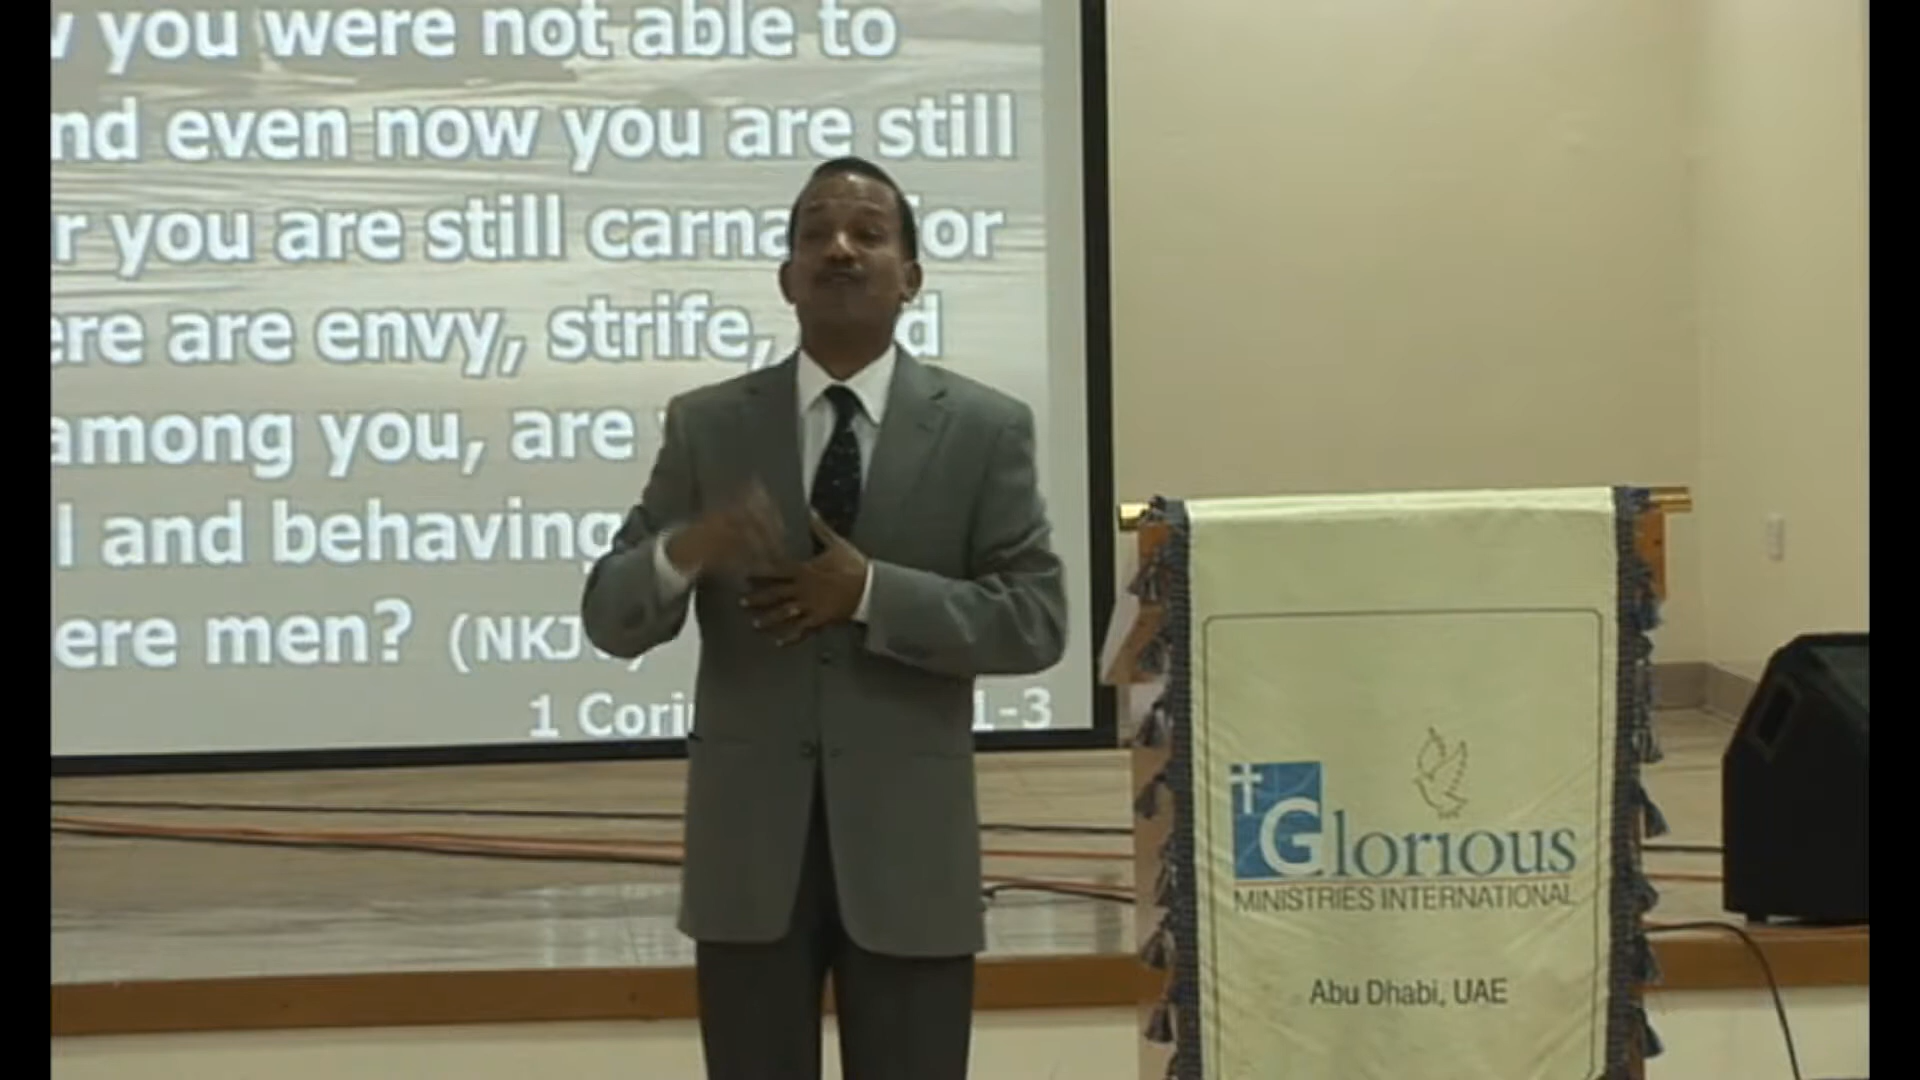 you were not able to
nd even now you are still
r you are still carna for
ere are envy, strife,
among you, are
and behaving
ere men? (NKJ
1 Cori 1-3
Glorious
MINISTRIES INTERNATIONAL
Abu Dhabi, UAE